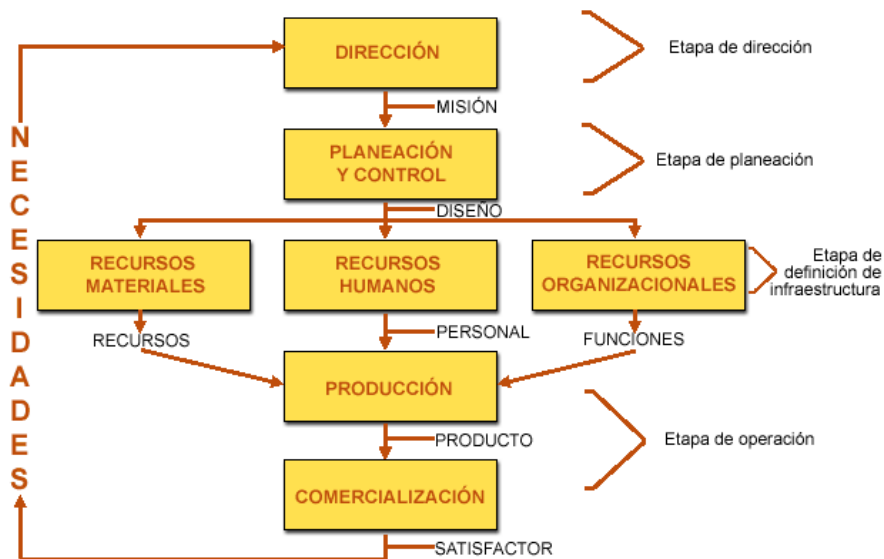 DIRECCIÓN
Etapa de dirección
MISIÓN
PLANEACIÓN
Y CONTROL
Etapa de planeación
DISEÑO
NECESIDADES
RECURSOS
MATERIALES
RECURSOS
HUMANOS
RECURSOS
ORGANIZACIONALES
Etapa de
definición de
infraestructura
RECURSOS
PERSONAL
FUNCIONES
PRODUCCIÓN
PRODUCTO
Etapa de operación
COMERCIALIZACIÓN
SATISFACTOR